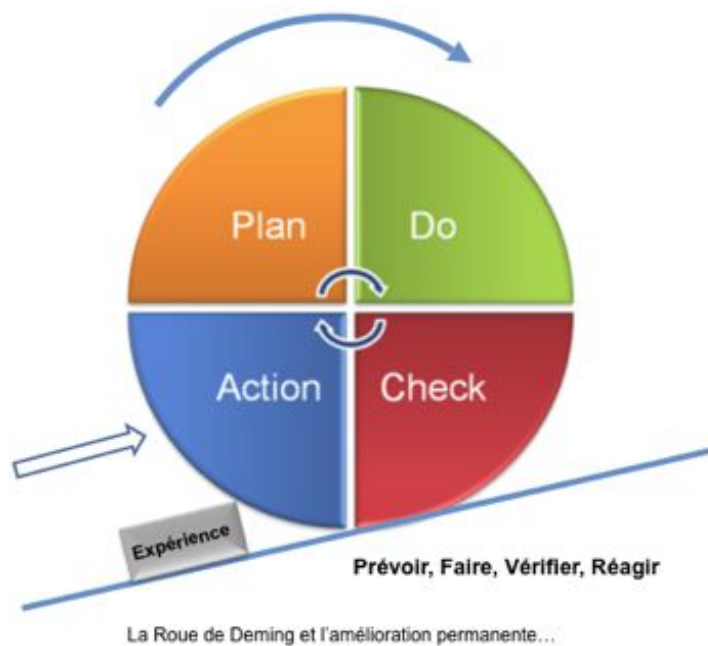 Plan
Do
Action
Check
Expérience
Prévoir, Faire, Vérifier, Réagir
La Roue de Deming et l'amélioration permanente…